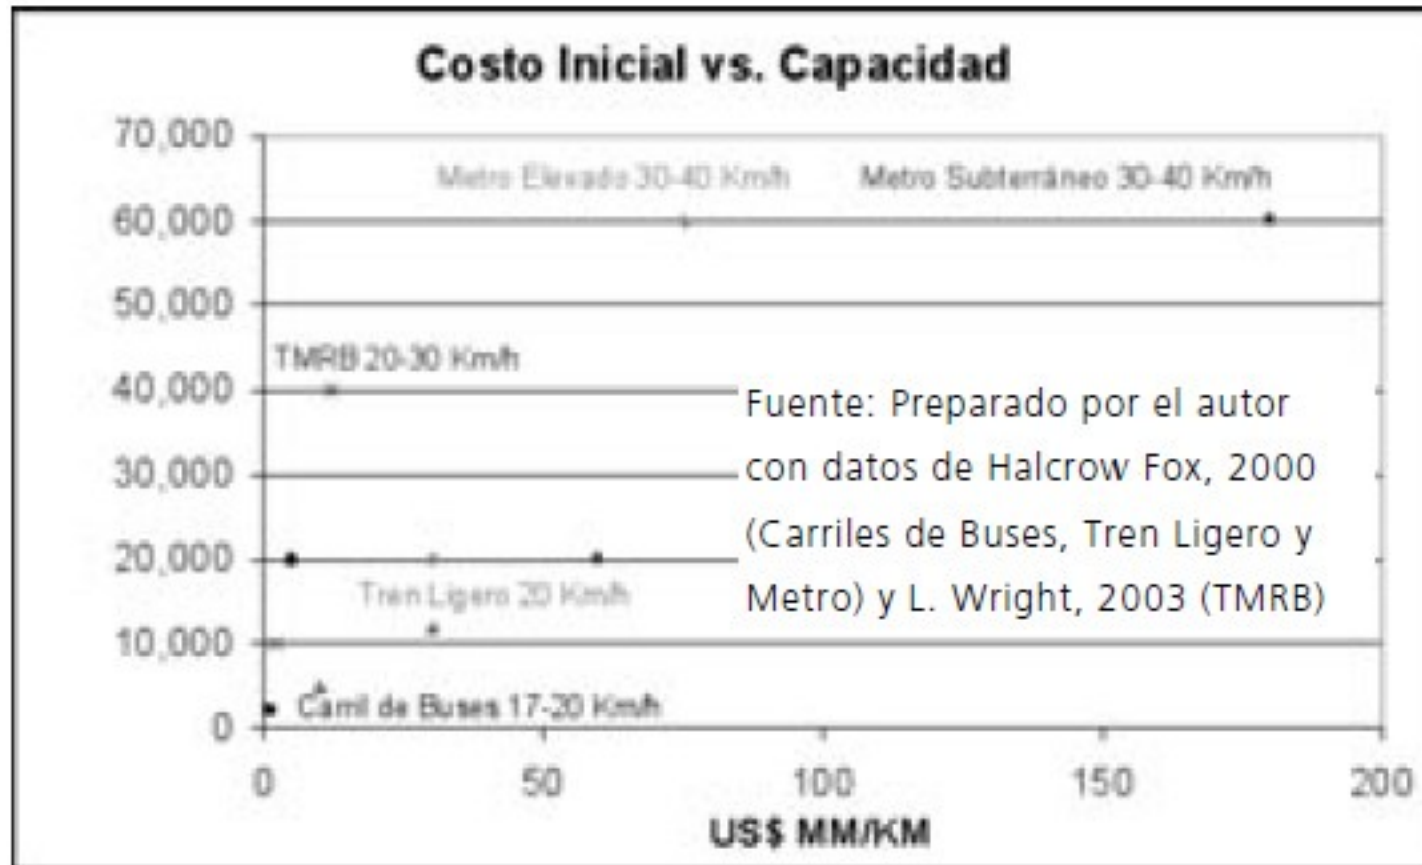 Costo Inicial vs. Capacidad
70,000
Metro Elevado 30-40 Km/h Metro Subterráneo 30-40 Km/h
60,000
50,000
TMRB 20-30 Km/h
40,000
Fuente: Preparado por el autor
con datos de Halcrow Fox, 2000
30,000
(Carriles de Buses, Tren Ligero y
20,000
Tren Ligero 20 Km/h
Metro) y L. Wright, 2003 (TMRB)
10,000
Carril de Buses 17-20 Km/h
0
0 50 100 150 200
US$ MM/KM